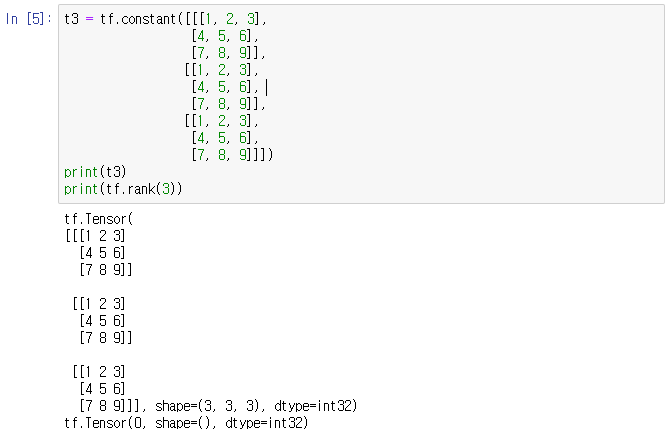 In [5]: t3 = tf.constant([[[1, 2, 3],
[4, 5, 6],
[7, 8, 9]],
[[1, 2, 3],
[4, 5, 6],
[7, 8, 9]],
[[1, 2, 3],
[4, 5, 6],
[7, 8, 9]]])
print(t3)
print(tf.rank(3))
tf.Tensor(
[[[1 2 3]
[4 5 6]
[7 8 9]]
[[1 2 3]
[4 5 6]
[7 8 9]]
[[1 2 3]
[4 5 6]
[7 8 9]]], shape=(3, 3, 3), dtype=int32)
tf.Tensor(0, shape=(), dtype=int32)